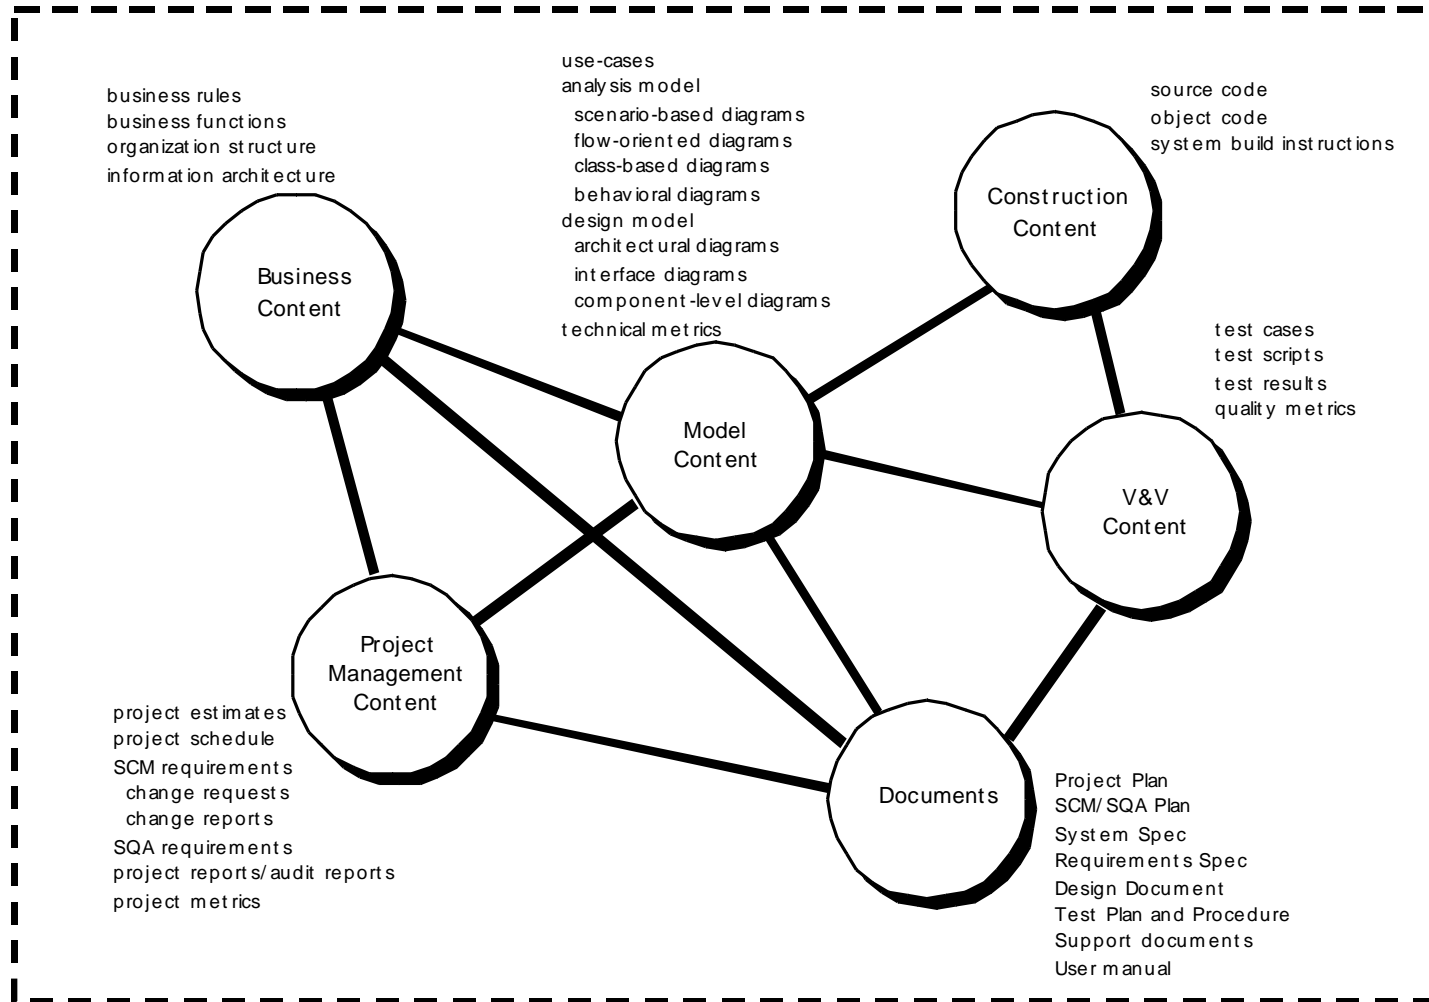 business rules
business functions
organization structure
information architecture
Business
Content
use-cases
analysis model
scenario-based diagrams
flow-oriented diagrams
class-based diagrams
behavioral diagrams
design model
architectural diagrams
interface diagrams
component-level diagrams
technical metrics
Model
Content
source code
object code
system build instructions
Construction
Content
test cases
test scripts
test results
quality metrics
V&V
Content
Project
Management
Content
project estimates
project schedule
SCM requirements
change requests
change reports
SQA requirements
project reports/audit reports
project metrics
Documents
Project Plan
SCM/SQA Plan
System Spec
Requirements Spec
Design Document
Test Plan and Procedure
Support documents
User manual